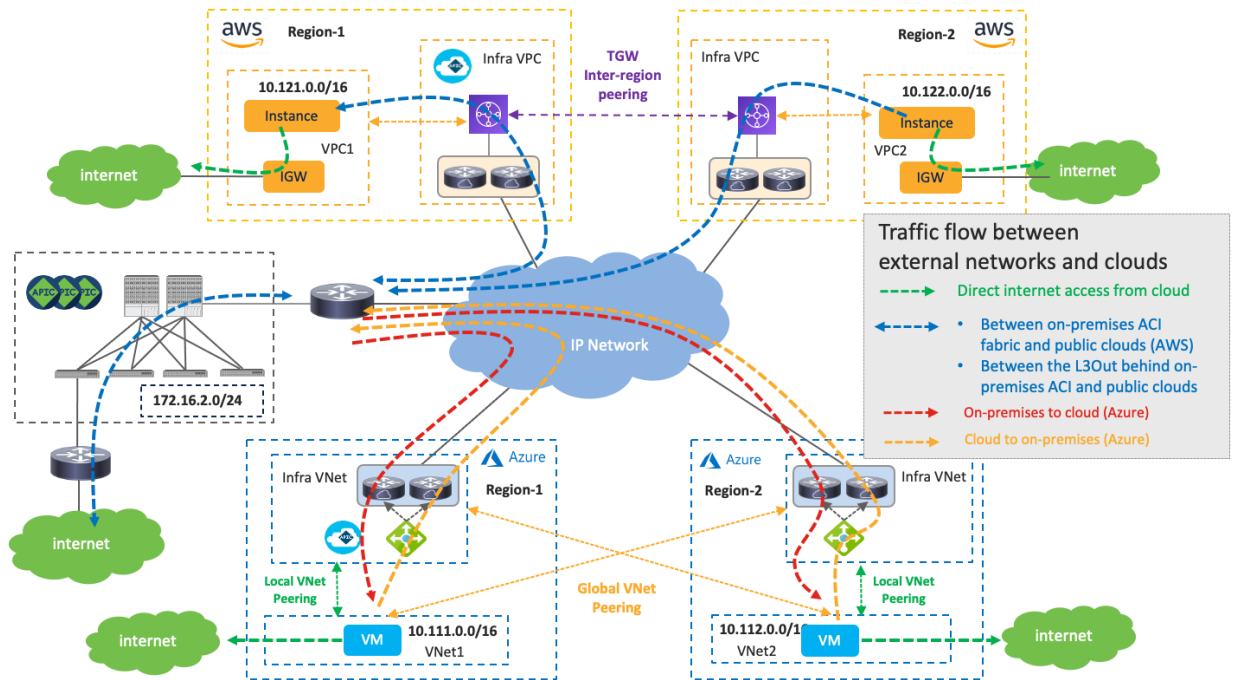 aws
Region-1
Infra VPC
APIC
10.121.0.0/16
Instance
VPC1
IGW
internet
TGW
Inter-region
peering
Region-2
aws
Infra VPC
10.122.0.0/16
Instance
VPC2
IGW
internet
Traffic flow between
external networks and clouds
Direct internet access from cloud
• Between on-premises ACI
fabric and public clouds (AWS)
• Between the L3Out behind on-
premises ACI and public clouds
On-premises to cloud (Azure)
Cloud to on-premises (Azure)
APIC
PIC
PIC
172.16.2.0/24
internet
IP Network
Infra VNet
Azure
Region-1
APIC
Local VNet
Peering
VM
10.111.0.0/16
VNet1
internet
Global VNet
Peering
Azure
Region-2
Infra VNet
Local VNet
Peering
10.112.0.0/1
VNet2
VM
internet